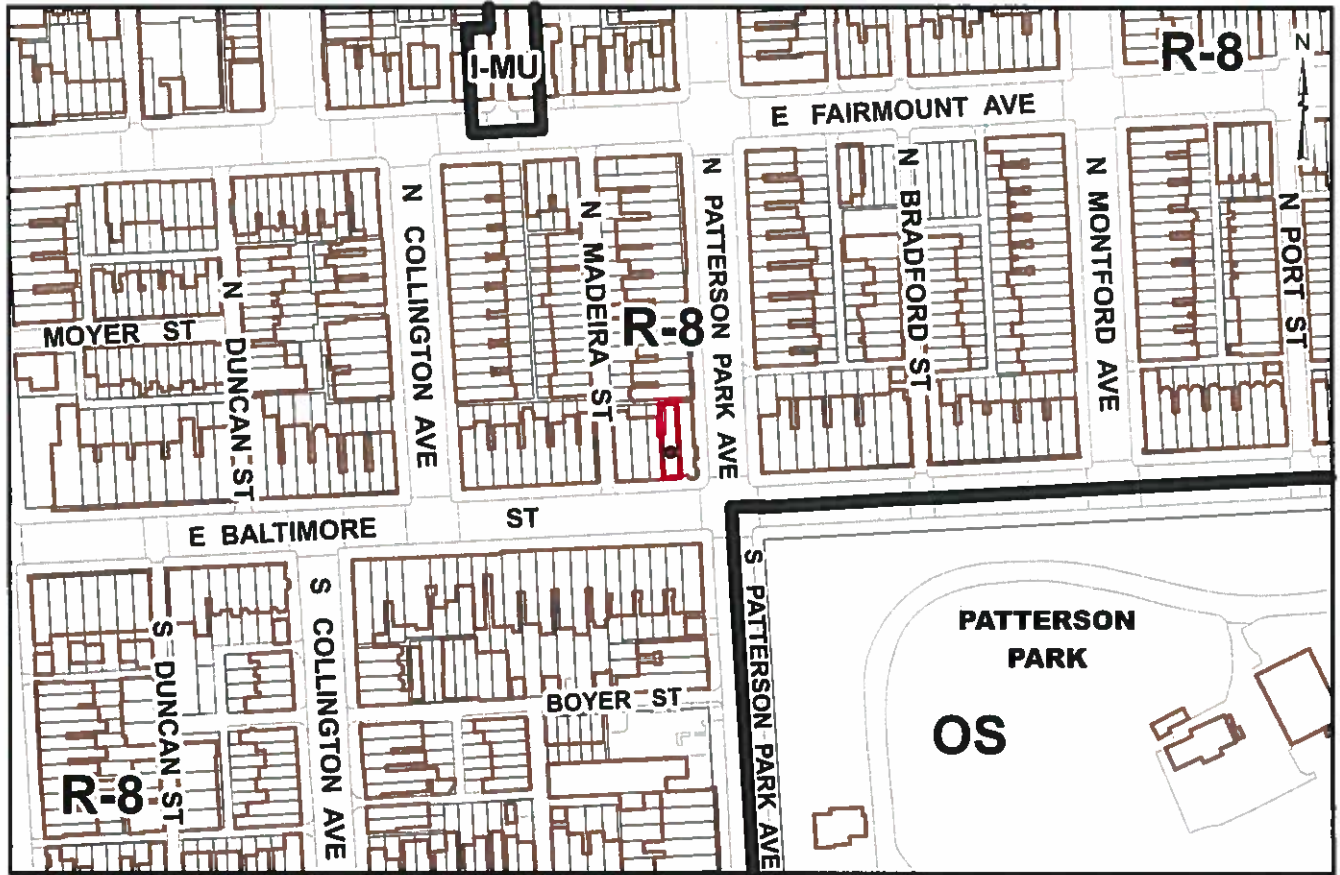 I-MU
R-8
N
E FAIRMOUNT AVE
N COLLINGTON AVE
N MADEIRA ST
N PATTERSON PARK AVE
N BRADFORD ST
N MONTFORD AVE
N PORT ST
MOYER ST
N DUNCAN ST
R-8
E BALTIMORE ST
S DUNCAN ST
S COLLINGTON AVE
S PATTERSON PARK AVE
PATTERSON
PARK
BOYER ST
OS
R-8